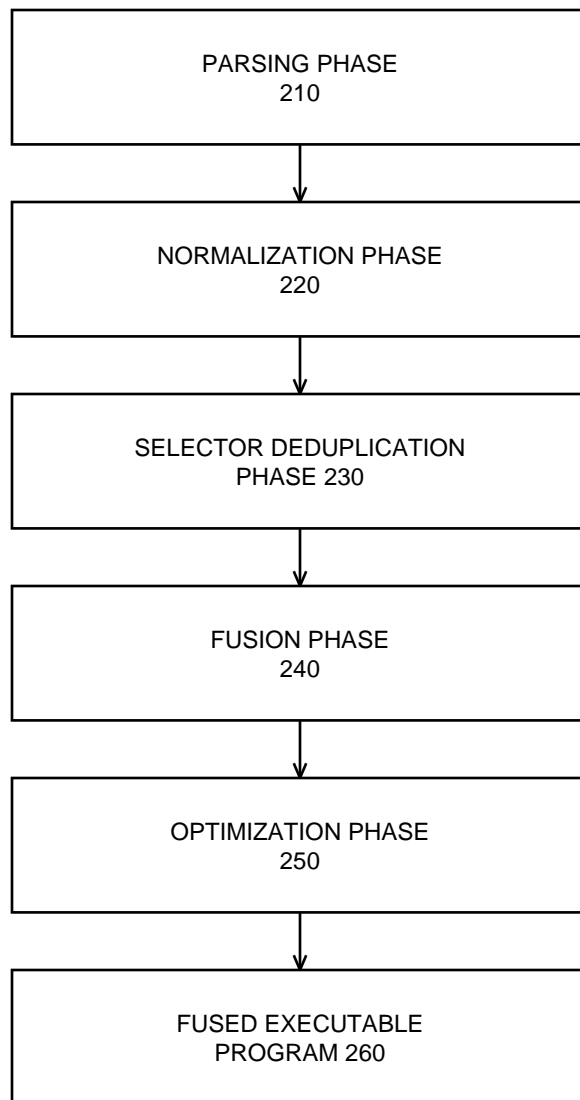 PARSING PHASE
210
NORMALIZATION PHASE
220
SELECTOR DEDUPLICATION
PHASE 230
FUSION PHASE
240
OPTIMIZATION PHASE
250
FUSED EXECUTABLE
PROGRAM 260